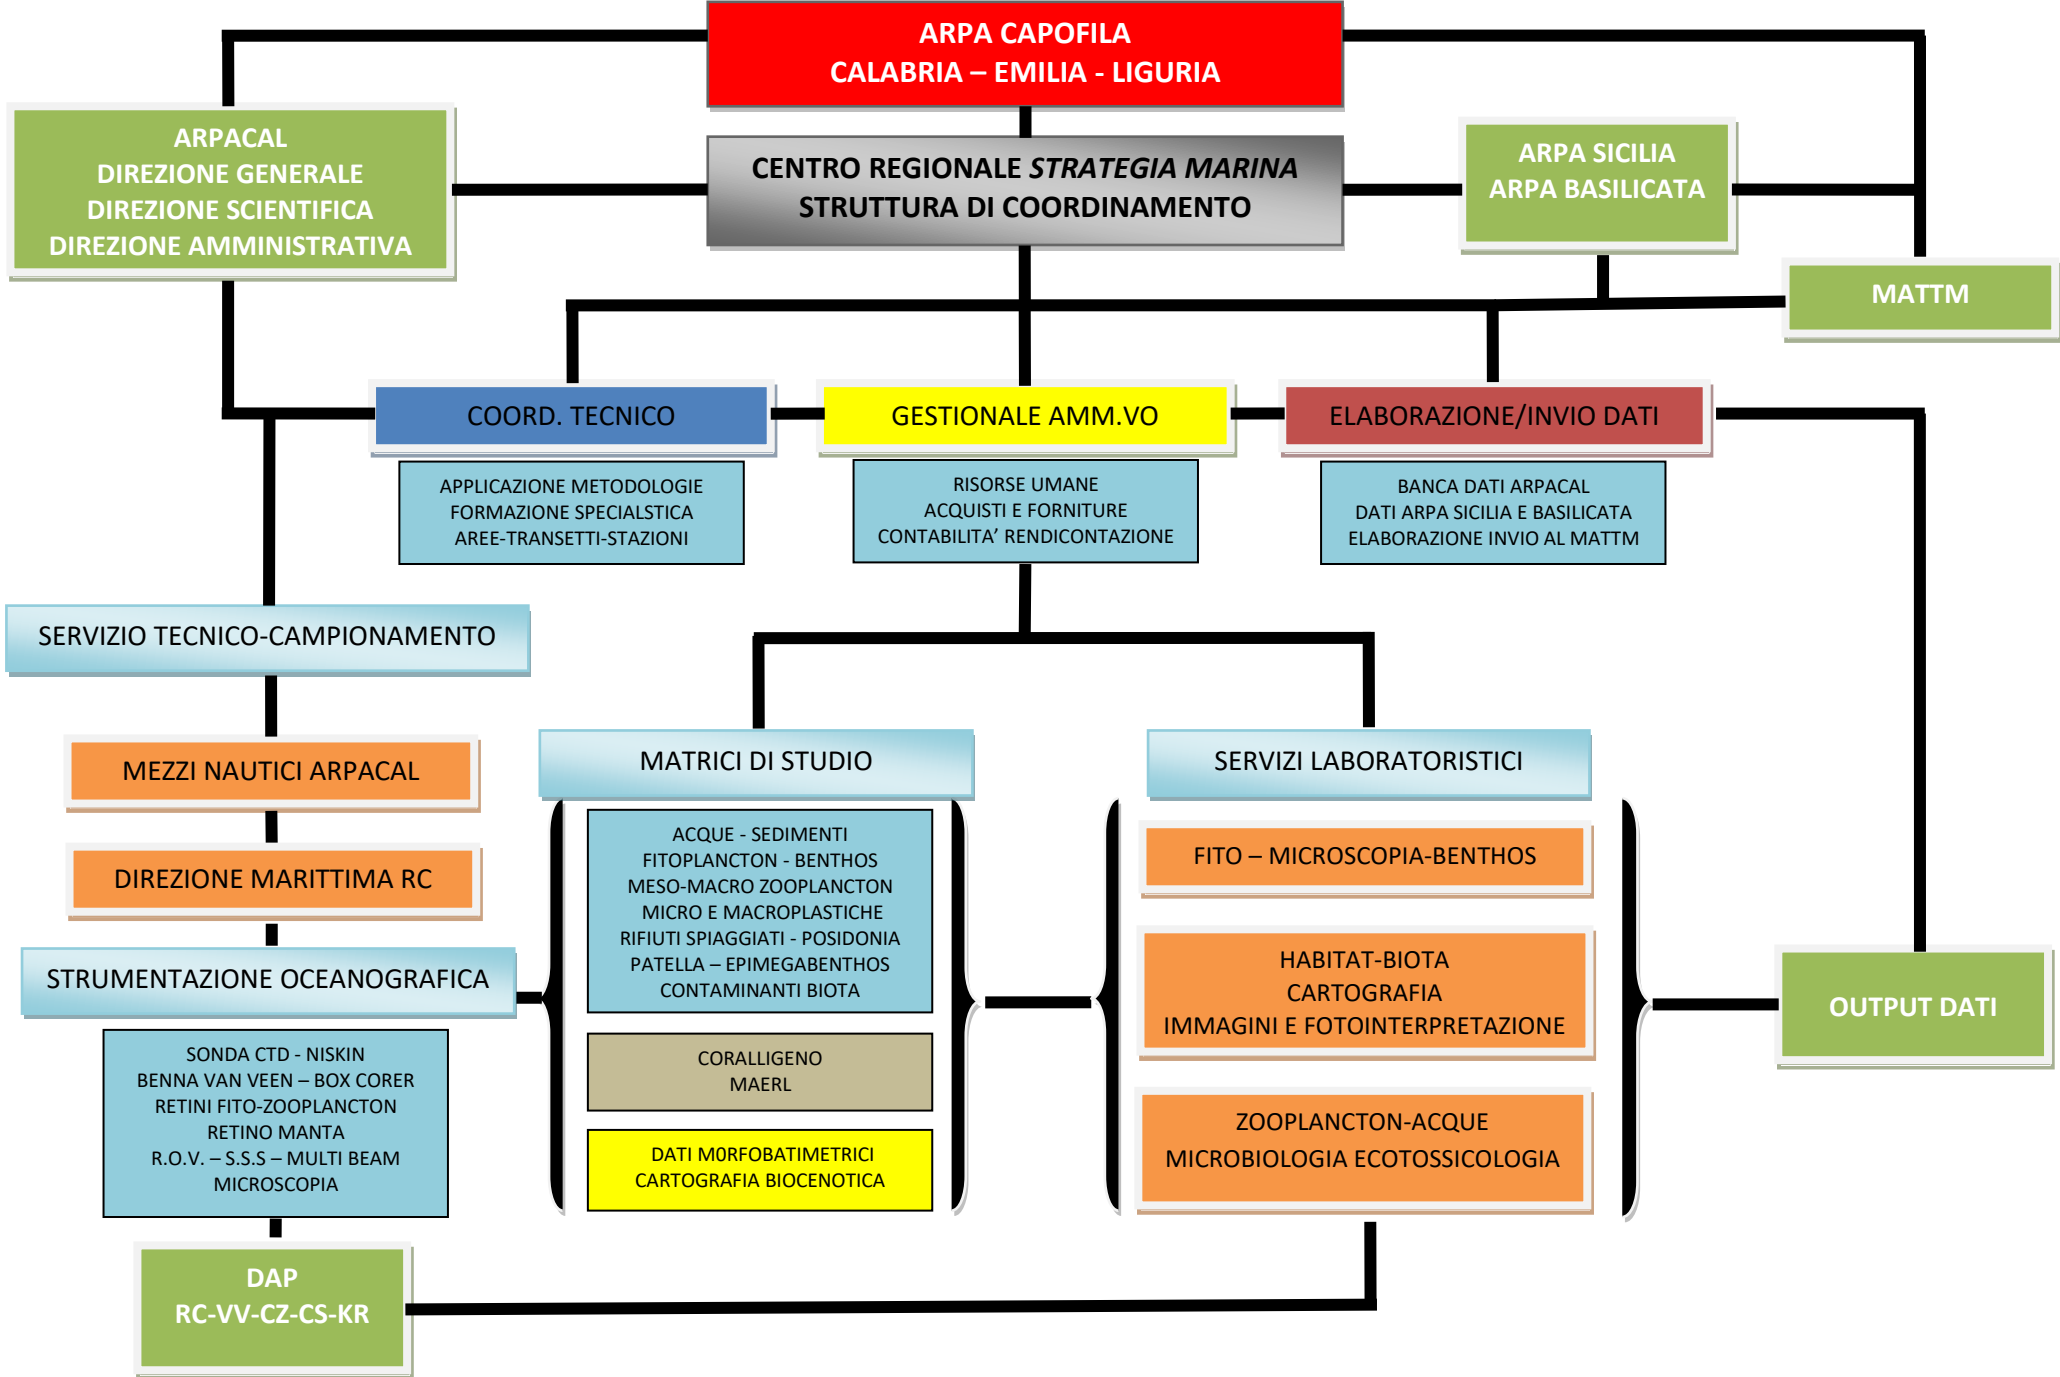 ARPA CAPOFILA
CALABRIA – EMILIA - LIGURIA
ARPACAL
DIREZIONE GENERALE
DIREZIONE SCIENTIFICA
DIREZIONE AMMINISTRATIVA
CENTRO REGIONALE STRATEGIA MARINA
STRUTTURA DI COORDINAMENTO
ARPA SICILIA
ARPA BASILICATA
MATTM
COORD. TECNICO
GESTIONALE AMM.VO
ELABORAZIONE/INVIO DATI
APPLICAZIONE METODOLOGIE
FORMAZIONE SPECIALSTICA
AREE-TRANSETTI-STAZIONI
RISORSE UMANE
ACQUISTI E FORNITURE
CONTABILITA’ RENDICONTAZIONE
BANCA DATI ARPACAL
DATI ARPA SICILIA E BASILICATA
ELABORAZIONE INVIO AL MATTM
SERVIZIO TECNICO-CAMPIONAMENTO
MEZZI NAUTICI ARPACAL
DIREZIONE MARITTIMA RC
STRUMENTAZIONE OCEANOGRAFICA
SONDA CTD - NISKIN
BENNA VAN VEEN – BOX CORER
RETINI FITO-ZOOPLANCTON
RETINO MANTA
R.O.V. – S.S.S – MULTI BEAM
MICROSCOPIA
DAP
RC-VV-CZ-CS-KR
MATRICI DI STUDIO
ACQUE - SEDIMENTI
FITOPLANCTON - BENTHOS
MESO-MACRO ZOOPLANCTON
MICRO E MACROPLASTICHE
RIFIUTI SPIAGGIATI - POSIDONIA
PATELLA – EPIMEGABENTHOS
CONTAMINANTI BIOTA
CORALLIGENO
MAERL
DATI M0RFOBATIMETRICI
CARTOGRAFIA BIOCENOTICA
SERVIZI LABORATORISTICI
FITO – MICROSCOPIA-BENTHOS
HABITAT-BIOTA
CARTOGRAFIA
IMMAGINI E FOTOINTERPRETAZIONE
ZOOPLANCTON-ACQUE
MICROBIOLOGIA ECOTOSSICOLOGIA
OUTPUT DATI